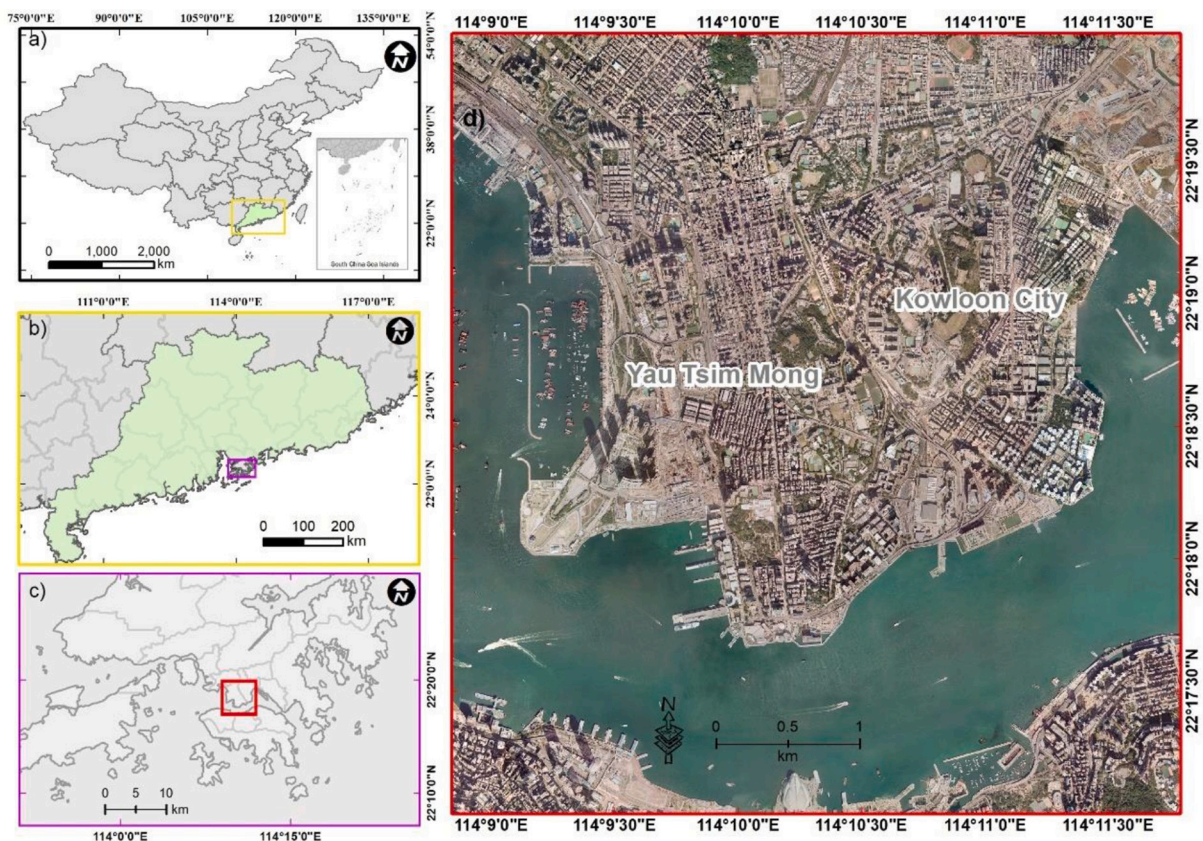 75°0'0"E 90°0'0"E 105°0'0"E 120°0'0"E 135°0'0"E
a)
N
54°0'0"N
38°0'0"N
22°0'0"N
0 1,000 2,000
km
South China Sea Islands
111°0'0"E 114°0'0"E 117°0'0"E
b)
N
24°0'0"N
22°0'0"N
0 100 200
km
c)
N
22°20'0"N
22°10'0"N
0 5 10
km
114°0'0"E 114°15'0"E
114°9'0"E 114°9'30"E 114°10'0"E 114°10'30"E 114°11'0"E 114°11'30"E
d)
22°19'30"N
22°19'0"N
22°18'30"N
22°18'0"N
22°17'30"N
Kowloon City
Yau Tsim Mong
N
0 0.5 1
km
114°9'0"E 114°9'30"E 114°10'0"E 114°10'30"E 114°11'0"E 114°11'30"E